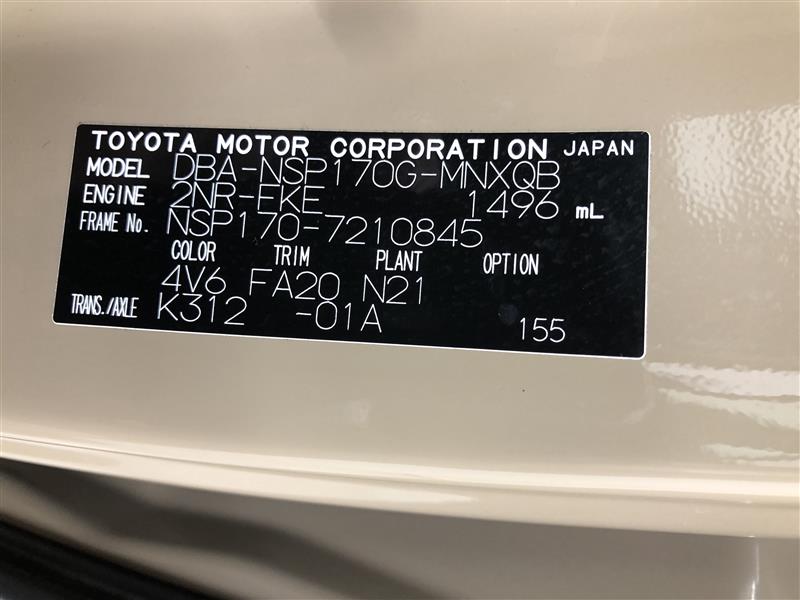 TOYOTA MOTOR CORPORATION JAPAN
MODEL DBA-NSP170G-MNXQB
ENGINE 2NR-FKE 1496 mL
FRAME No. NSP170-7210845
COLOR TRIM PLANT OPTION
4V6 FA20 N21
TRANS./AXLE K312 -01A
155